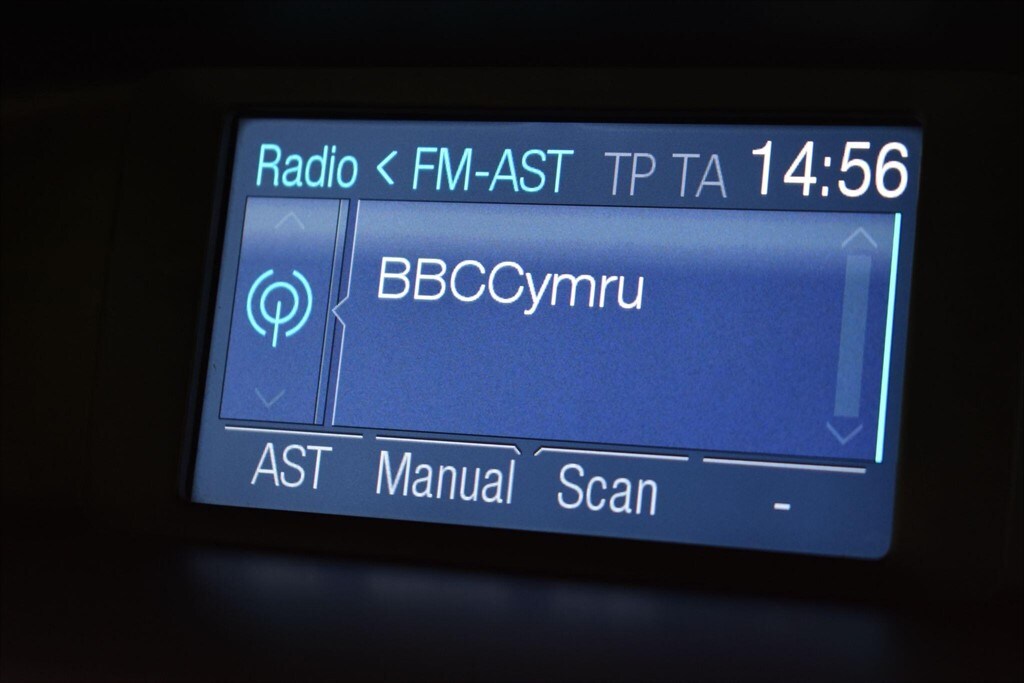 Radio < FM-AST TP TA 14:56
BBCCymru
AST Manual Scan -